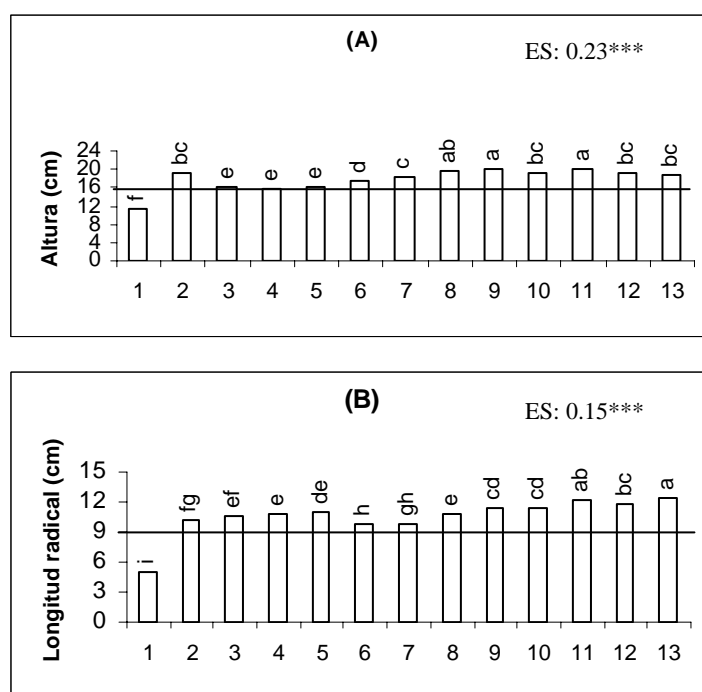 (A)
ES: 0.23***
Altura (cm)
24
20
16
12
8
4
0
f
bc
e
e
e
d
c
ab
a
bc
a
bc
bc
1 2 3 4 5 6 7 8 9 10 11 12 13
(B)
ES: 0.15***
Longitud radical (cm)
15
12
9
6
3
0
i
fg
ef
e
de
h
gh
e
cd
cd
ab
bc
a
1 2 3 4 5 6 7 8 9 10 11 12 13